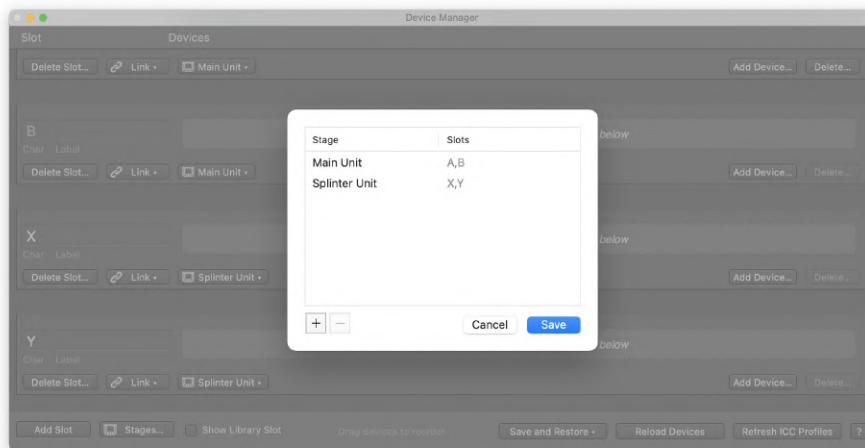 Device Manager
Slot Devices
Delete Slot... Link Main Unit Add Device... Delete...
Stage Slots
Main Unit A,B
Splinter Unit X,Y
B below
Char Label
Delete Slot... Link Main Unit Add Device... Delete...
X below
Char Label
Delete Slot... Link Splinter Unit Add Device... Delete...
Cancel Save
Y below
Char Label
Delete Slot... Link Splinter Unit Add Device... Delete...
Add Slot Stages... Show Library Slot Drag devices to reorder Save and Restore Reload Devices Refresh ICC Profiles ?